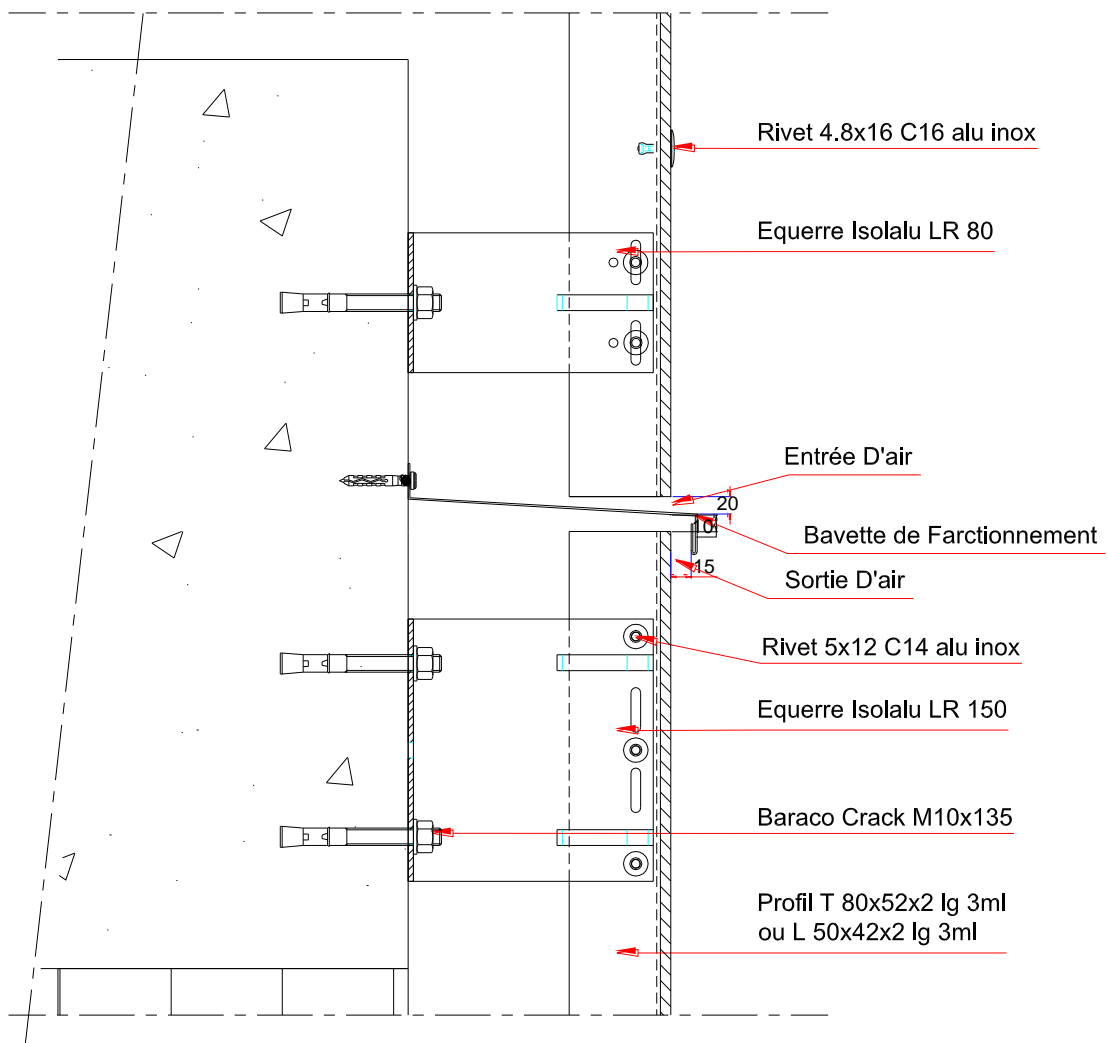 Rivet 4.8x16 C16 alu inox
Equerre Isolalu LR 80
Entrée D'air
20
10
Bavette de Farctionnement
15
Sortie D'air
Rivet 5x12 C14 alu inox
Equerre Isolalu LR 150
Baraco Crack M10x135
Profil T 80x52x2 lg 3ml
ou L 50x42x2 lg 3ml